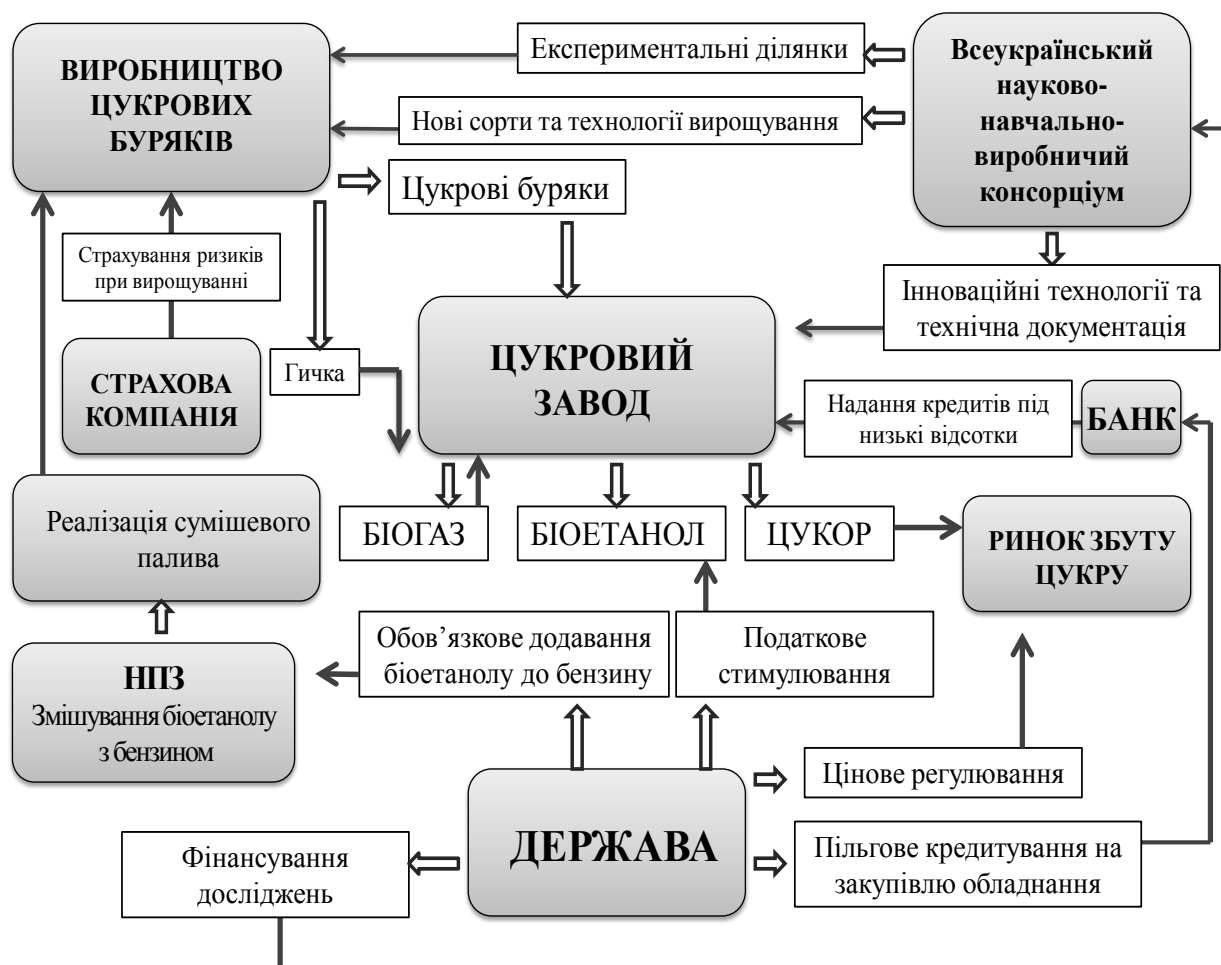 ВИРОБНИЦТВО
ЦУКРОВИХ
БУРЯКІВ
Експериментальні ділянки
Нові сорти та технології вирощування
Всеукраїнський
науково-
навчально-
виробничий
консорціум
Цукрові буряки
Страхування ризиків
при вирощуванні
Інноваційні технології та
технічна документація
СТРАХОВА
КОМПАНІЯ
Гичка
ЦУКРОВИЙ
ЗАВОД
Надання кредитів під
низькі відсотки
БАНК
Реалізація сумішевого
палива
БІОГАЗ
БІОЕТАНОЛ
ЦУКОР
РИНОК ЗБУТУ
ЦУКРУ
НПЗ
Змішування біоетанолу
з бензином
Обов’язкове додавання
біоетанолу до бензину
Податкове
стимулювання
ДЕРЖАВА
Цінове регулювання
Пільгове кредитування на
закупівлю обладнання
Фінансування
досліджень